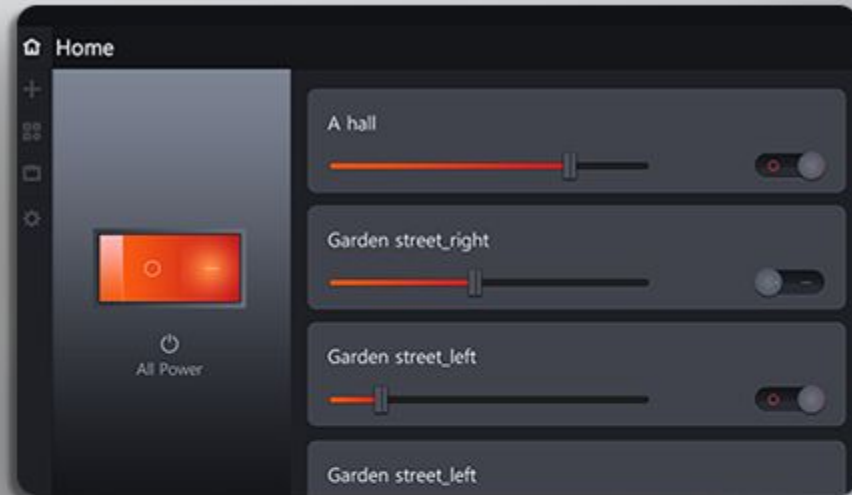 Home
A hall
Garden street_right
All Power
Garden street_left
Garden street_left